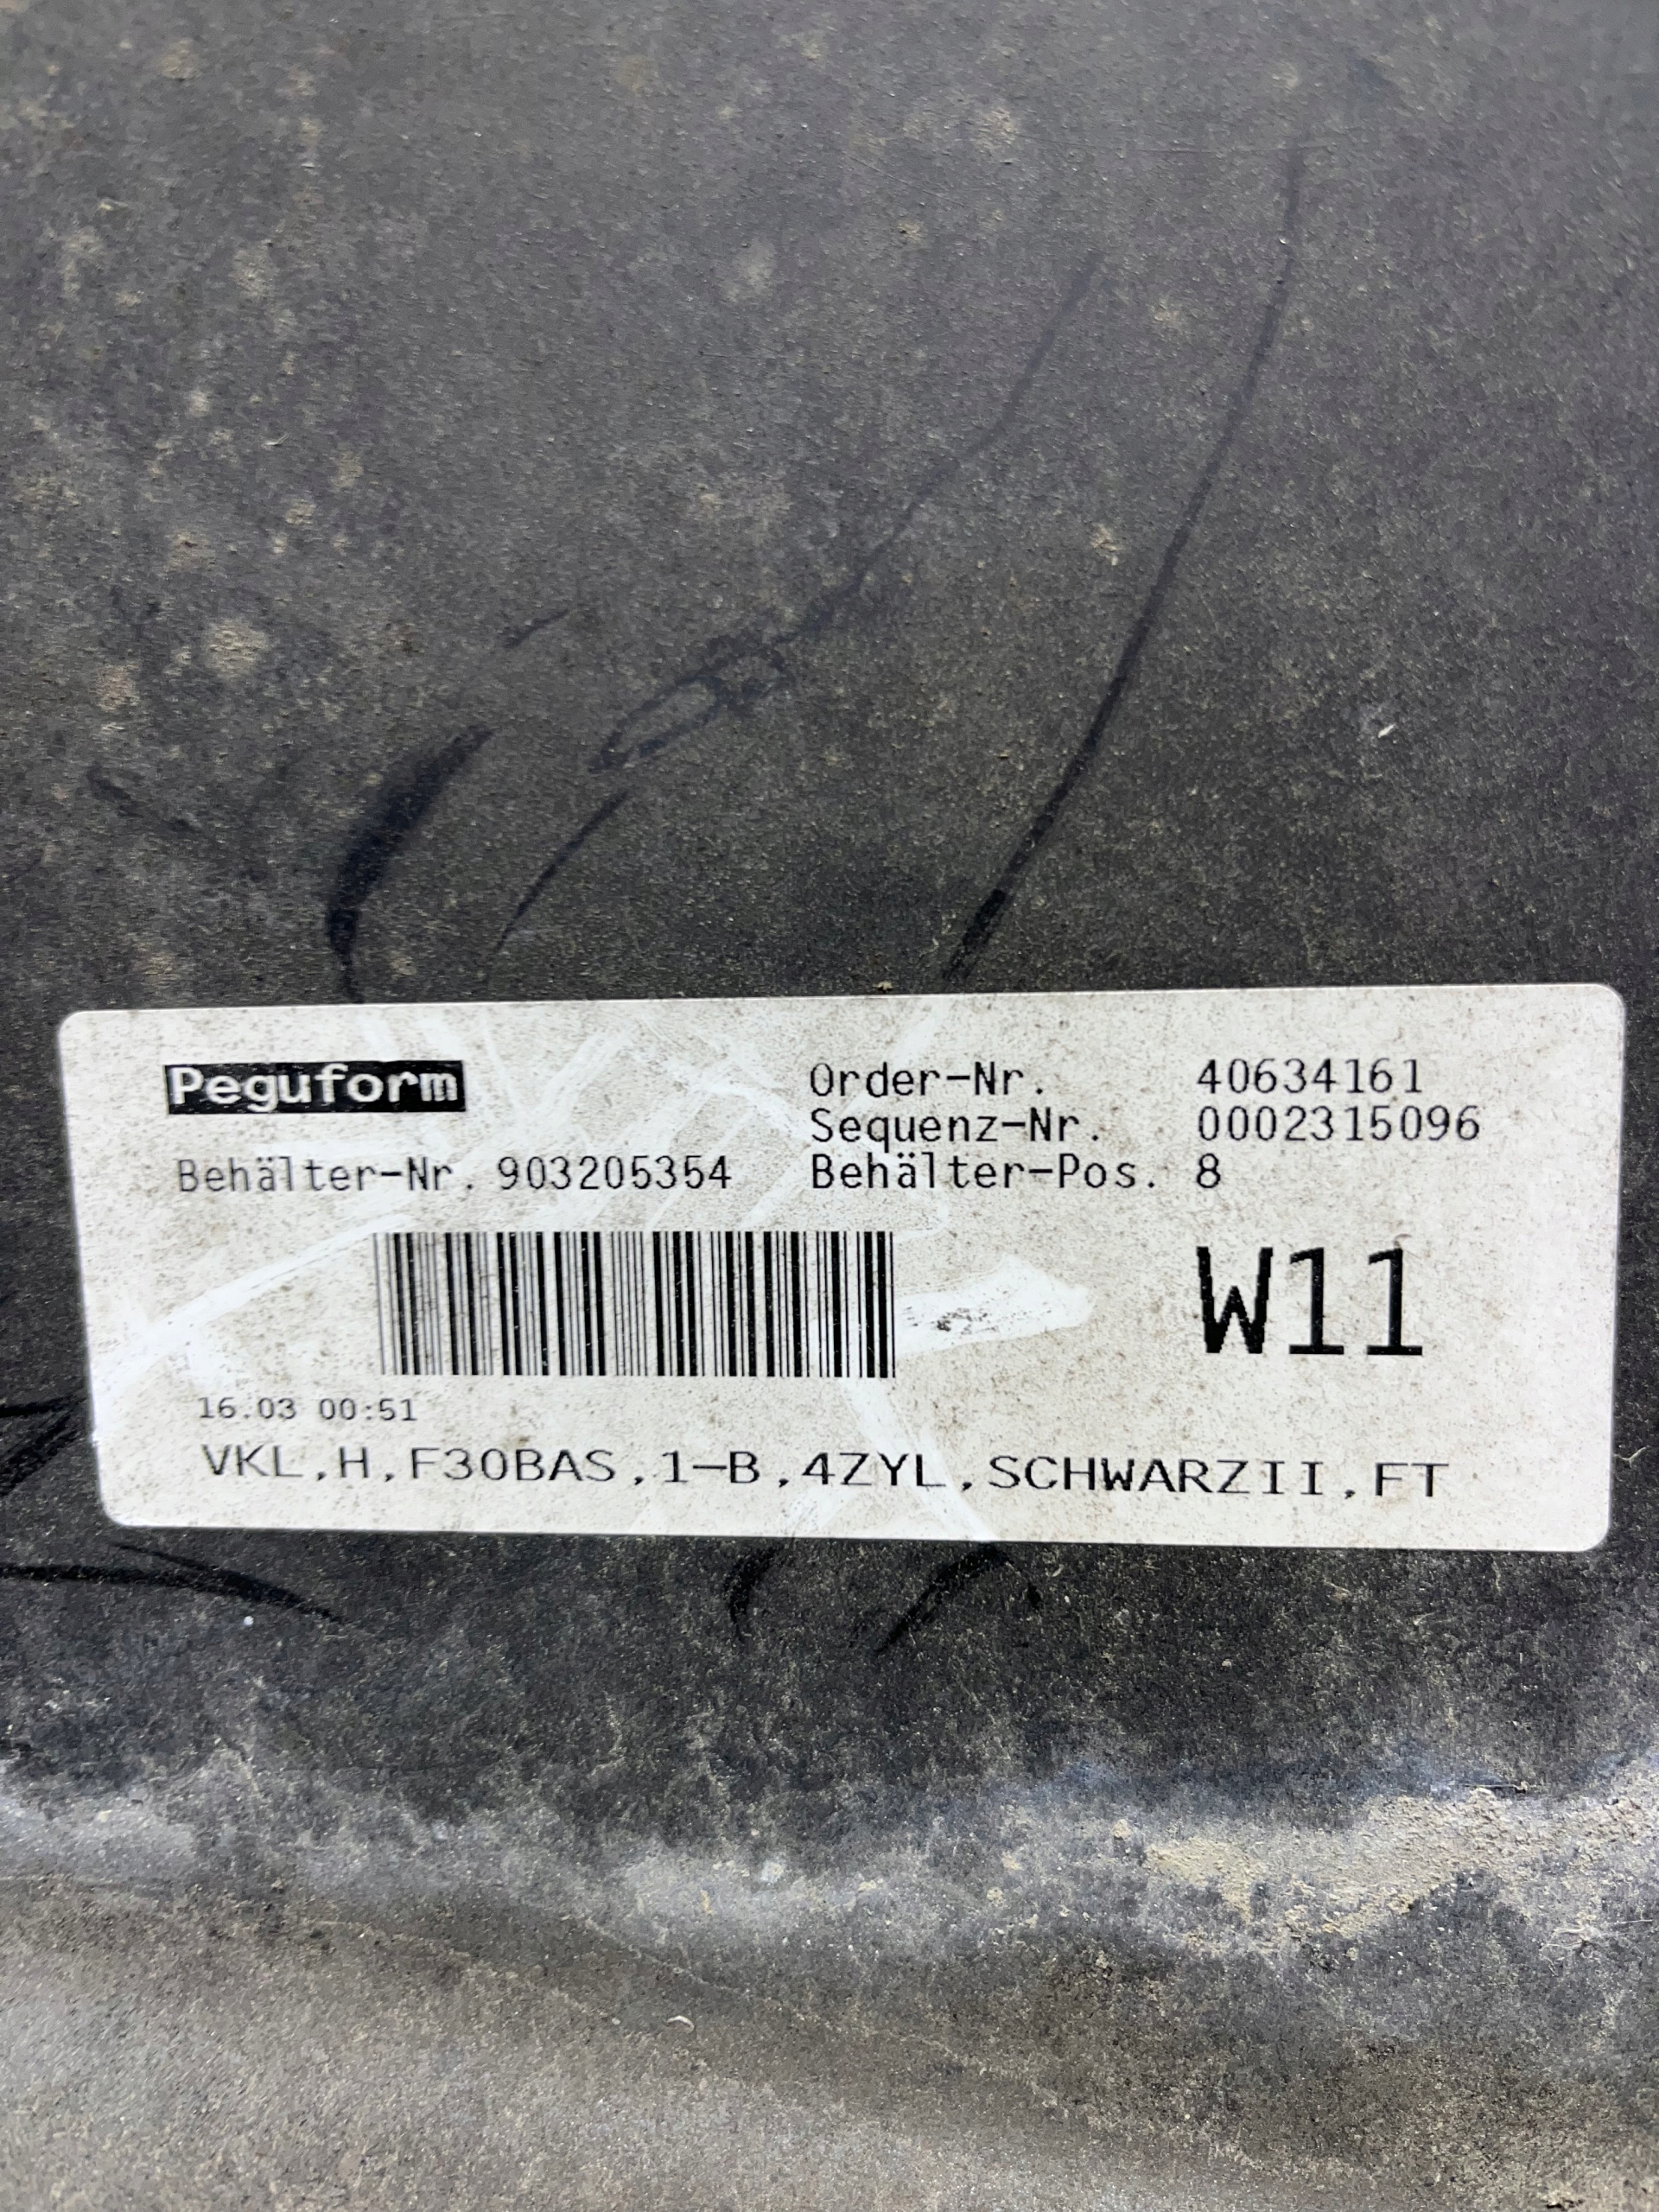 Peguform
Order-Nr. 40634161
Sequenz-Nr. 0002315096
Behälter-Nr. 903205354 Behälter-Pos. 8
W11
16.03 00:51
VKL,H,F30BAS,1-B,4ZYL,SCHWARZII,FT